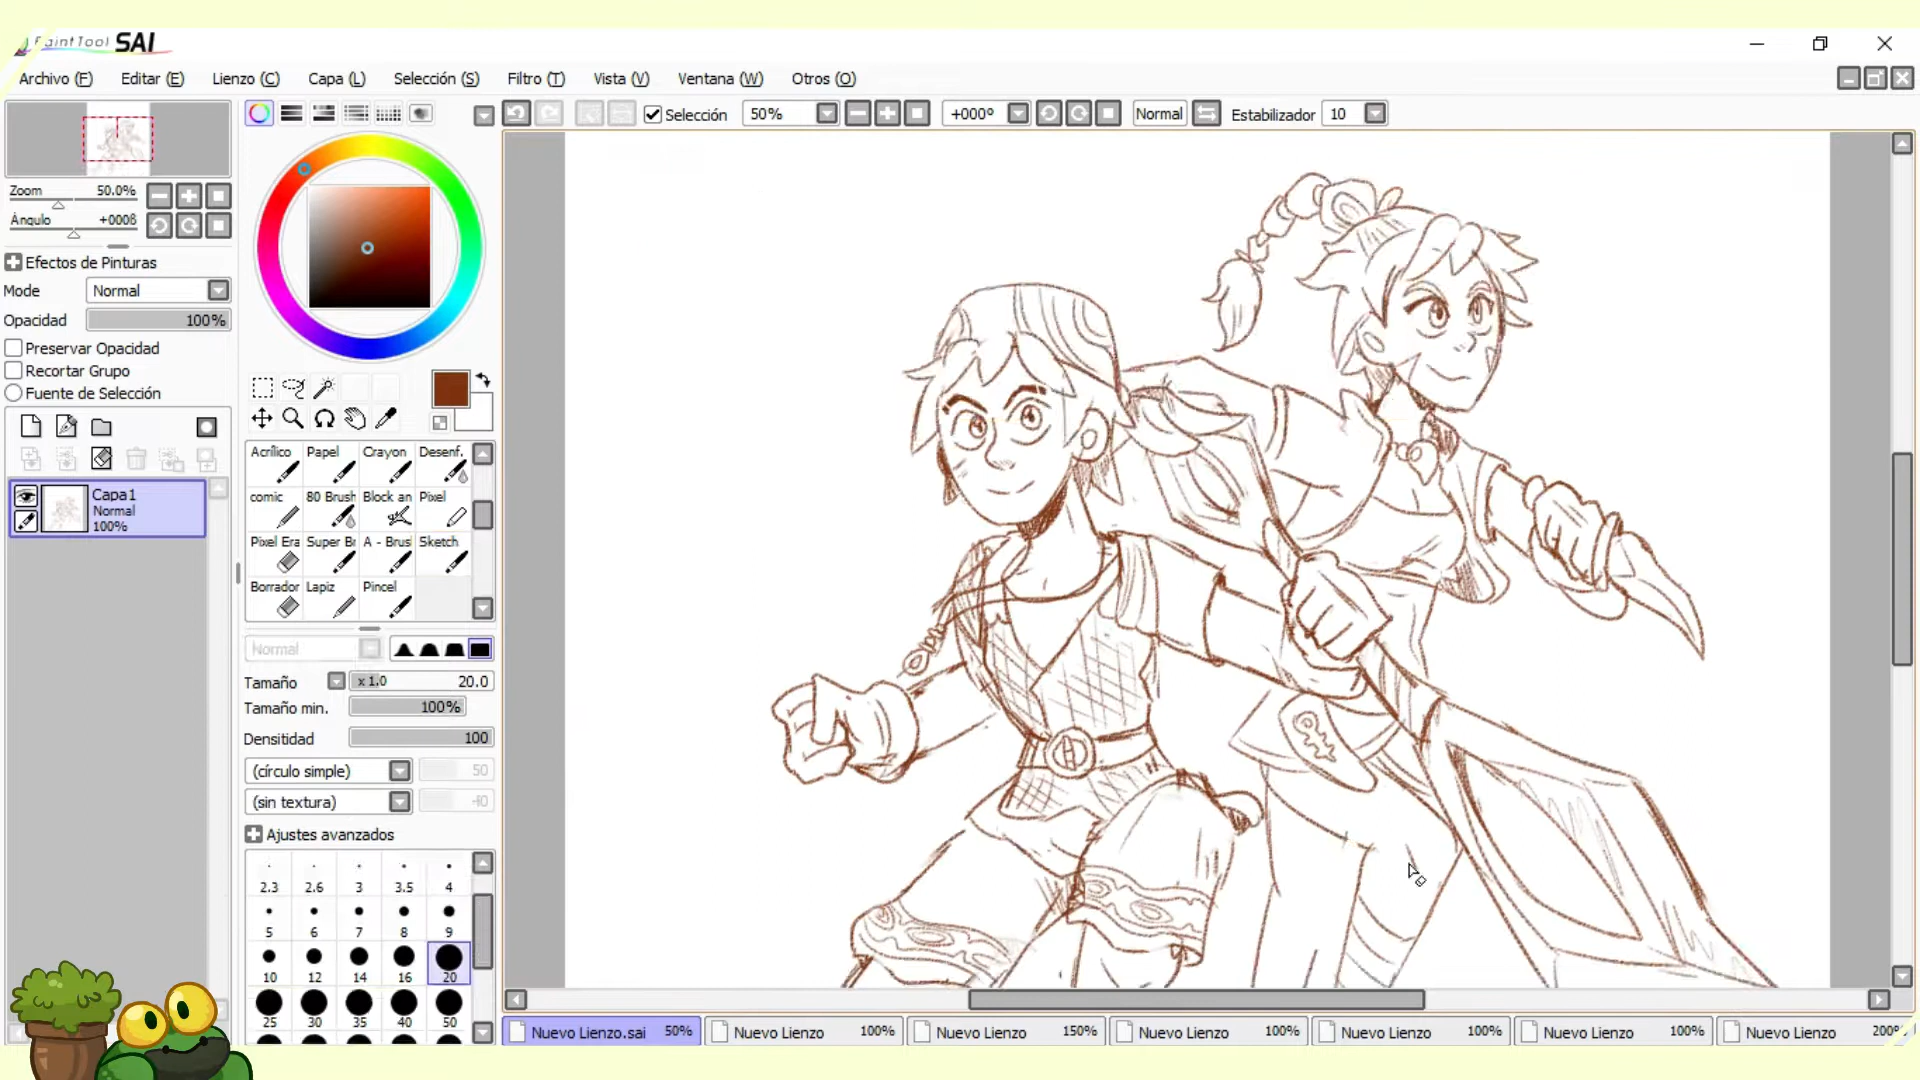 PaintTool SAI
Archivo (F) Editar (E) Lienzo (C) Capa (L) Selección (S) Filtro (T) Vista (V) Ventana (W) Otros (O)
Selección 50% +000º Normal Estabilizador 10
Zoom 50.0%
Ángulo +000ß
Efectos de Pinturas
Mode Normal
Opacidad 100%
Preservar Opacidad
Recortar Grupo
Fuente de Selección
Capa1
Normal
100%
Acrílico Papel Crayon Desenf.
comic 80 Brush Block an Pixel
Pixel Era Super Br A - Brus Sketch
Borrador Lapiz Pincel
Normal
Tamaño x 1.0 20.0
Tamaño min. 100%
Densitidad 100
(círculo simple) 50
(sin textura)
Ajustes avanzados
2.3 2.6 3 3.5 4
5 6 7 8 9
10 12 14 16 20
25 30 35 40 50
Nuevo Lienzo.sai 50% Nuevo Lienzo 100% Nuevo Lienzo 150% Nuevo Lienzo 100% Nuevo Lienzo 100% Nuevo Lienzo 100% Nuevo Lienzo 200%